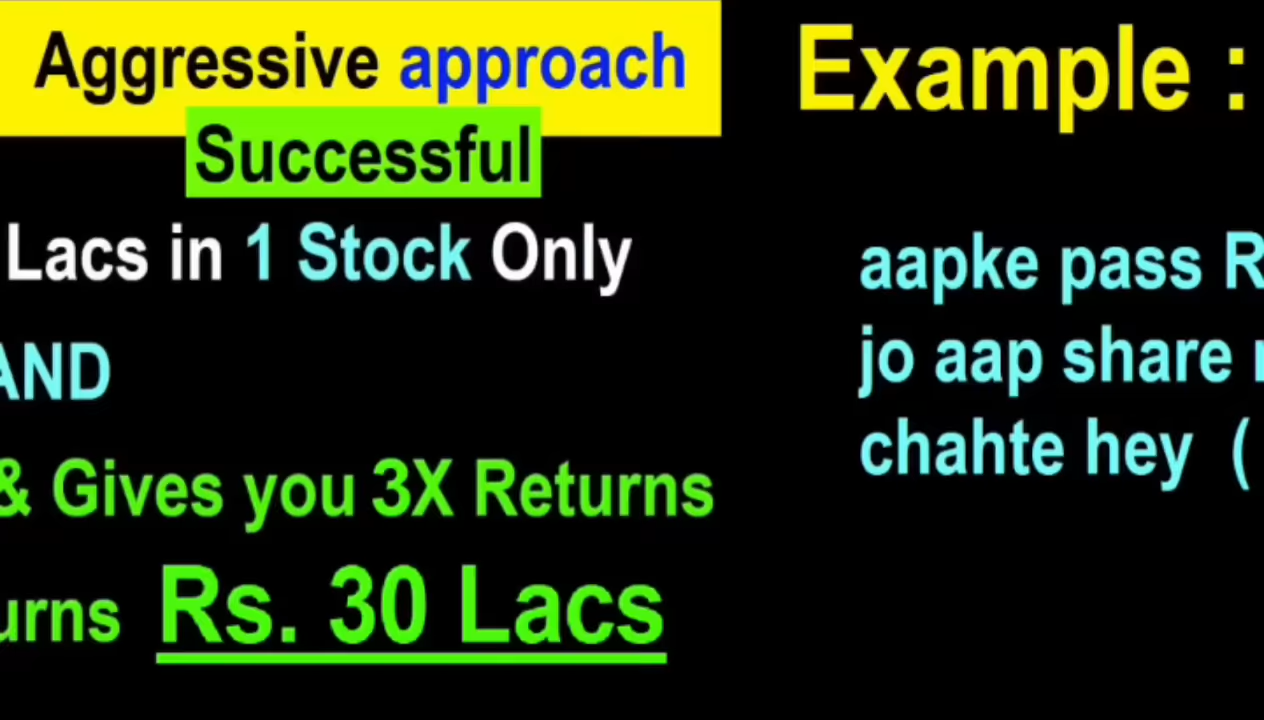 Aggressive approach
Successful
Lacs in 1 Stock Only
AND
& Gives you 3X Returns
urns Rs. 30 Lacs
Example :
aapke pass R
jo aap share
chahte hey (